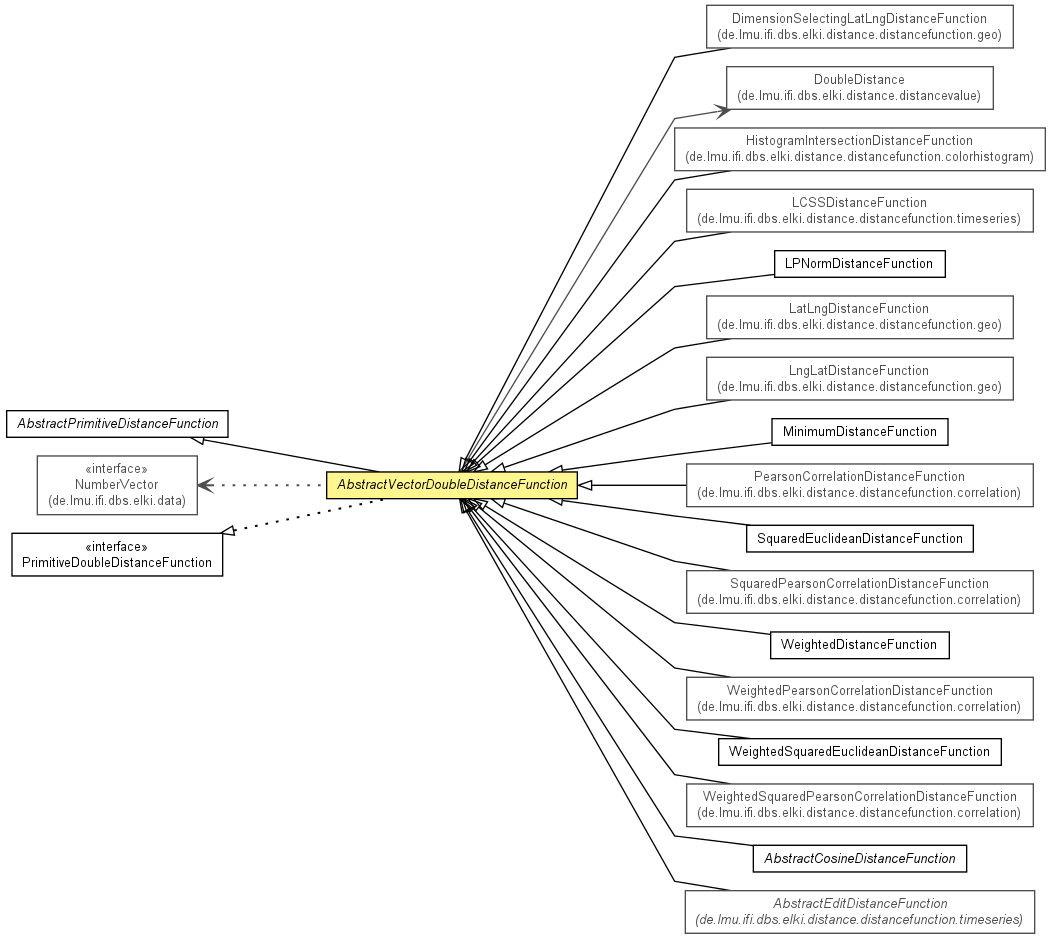 DimensionSelectingLatLngDistanceFunction
(de.lmu.ifi.dbs.elki.distance.distancefunction.geo)
DoubleDistance
(de.lmu.ifi.dbs.elki.distance.distancevalue)
HistogramIntersectionDistanceFunction
(de.lmu.ifi.dbs.elki.distance.distancefunction.colorhistogram)
LCSSDistanceFunction
(de.lmu.ifi.dbs.elki.distance.distancefunction.timeseries)
LPNormDistanceFunction
LatLngDistanceFunction
(de.lmu.ifi.dbs.elki.distance.distancefunction.geo)
LngLatDistanceFunction
(de.lmu.ifi.dbs.elki.distance.distancefunction.geo)
AbstractPrimitiveDistanceFunction
MinimumDistanceFunction
«interface»
NumberVector
(de.lmu.ifi.dbs.elki.data)
AbstractVectorDoubleDistanceFunction
PearsonCorrelationDistanceFunction
(de.lmu.ifi.dbs.elki.distance.distancefunction.correlation)
«interface»
PrimitiveDoubleDistanceFunction
SquaredEuclideanDistanceFunction
SquaredPearsonCorrelationDistanceFunction
(de.lmu.ifi.dbs.elki.distance.distancefunction.correlation)
WeightedDistanceFunction
WeightedPearsonCorrelationDistanceFunction
(de.lmu.ifi.dbs.elki.distance.distancefunction.correlation)
WeightedSquaredEuclideanDistanceFunction
WeightedSquaredPearsonCorrelationDistanceFunction
(de.lmu.ifi.dbs.elki.distance.distancefunction.correlation)
AbstractCosineDistanceFunction
AbstractEditDistanceFunction
(de.lmu.ifi.dbs.elki.distance.distancefunction.timeseries)